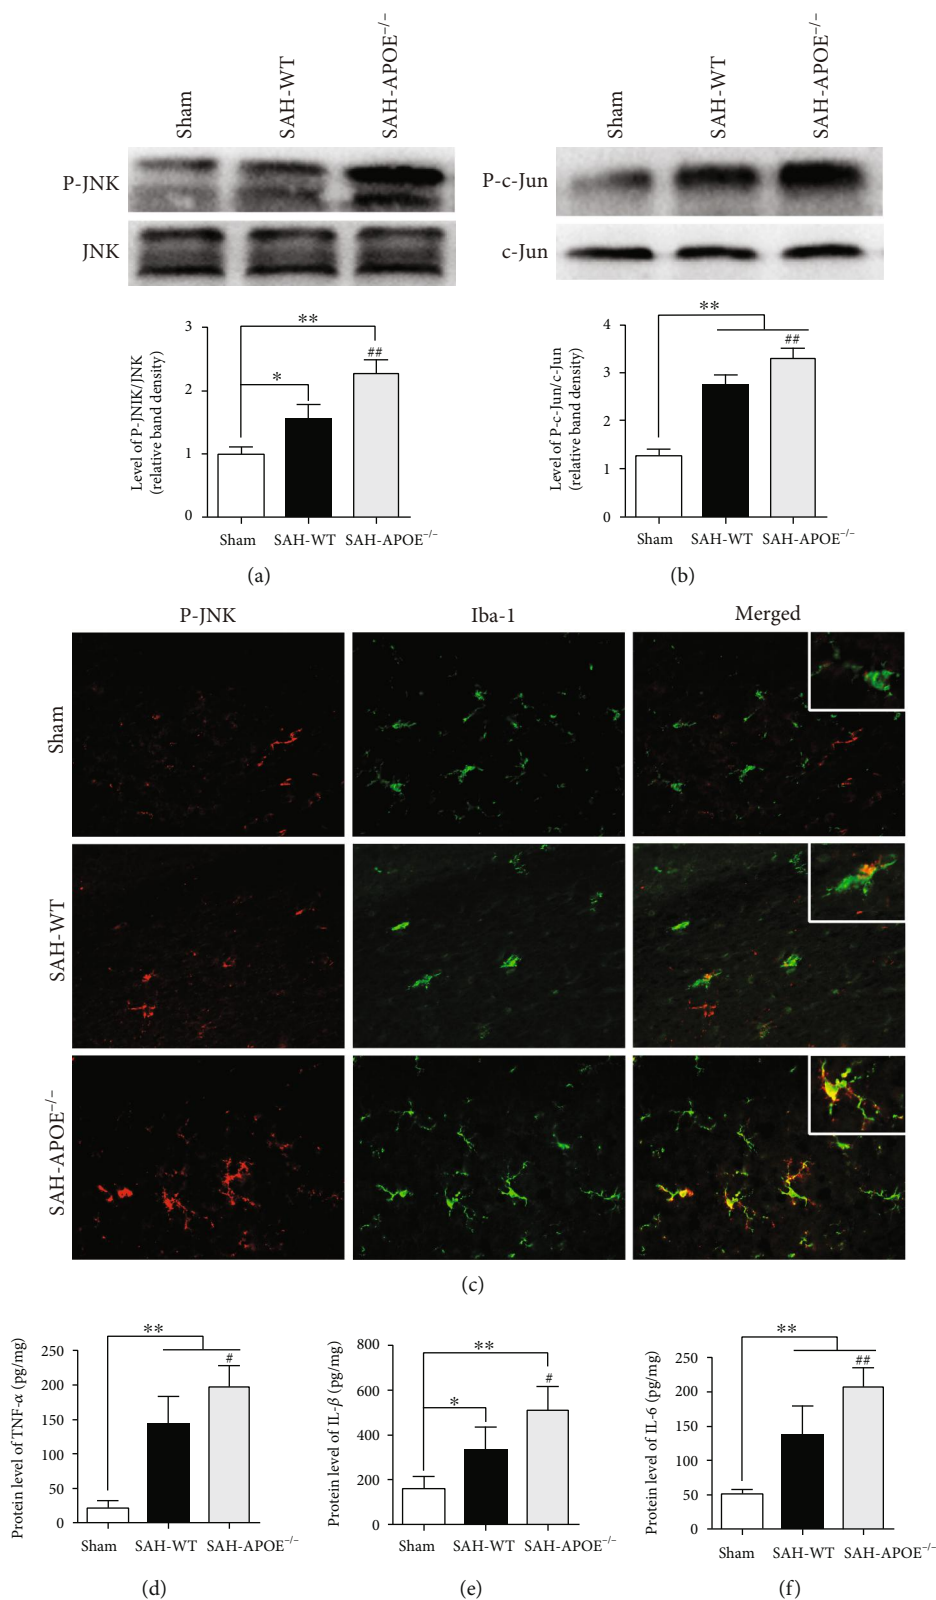 Sham
SAH-WT
SAH-APOE−/−
P-JNK
JNK
Level of P-JNIK/JNK
(relative band density)
3
2
1
0
**
*
##
Sham
SAH-WT
SAH-APOE−/−
(a)
Sham
SAH-WT
SAH-APOE−/−
P-c-Jun
c-Jun
Level of P-c-Jun/c-Jun
(relative band density)
4
3
2
1
0
**
##
Sham
SAH-WT
SAH-APOE−/−
(b)
P-JNK
Iba-1
Merged
Sham
SAH-WT
SAH-APOE−/−
(c)
Protein level of TNF-α (pg/mg)
250
200
150
100
50
0
**
#
Sham
SAH-WT
SAH-APOE−/−
(d)
Protein level of IL-β (pg/mg)
800
600
400
200
0
**
*
#
Sham
SAH-WT
SAH-APOE−/−
(e)
Protein level of IL-6 (pg/mg)
250
200
150
100
50
0
**
##
Sham
SAH-WT
SAH-APOE−/−
(f)